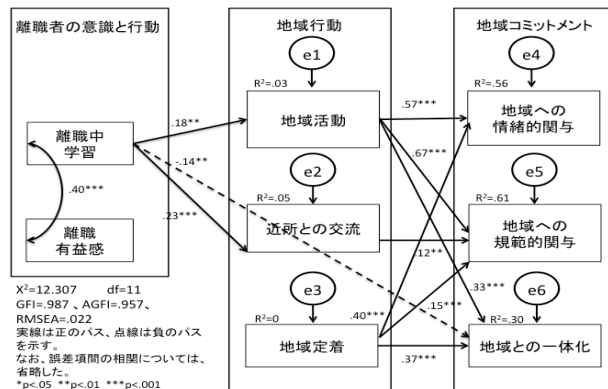 離職者の意識と行動
離職中
学習
離職
有益感
.40***
.18**
-.14**
.23***
地域行動
e1
R²=.03
地域活動
e2
R²=.05
近所との交流
e3
R²=0
地域定着
.57***
.67***
.33***
.12**
.40***
.15***
.37***
地域コミットメント
e4
R²=.56
地域への
情緒的関与
e5
R²=.61
地域への
規範的関与
e6
R²=.30
地域との一体化
X²=12.307 df=11
GFI=.987 、AGFI=.957、
RMSEA=.022
実線は正のパス、点線は負のパス
を示す。
なお、誤差項間の相関については、
省略した。
*p<.05 **p<.01 ***p<.001